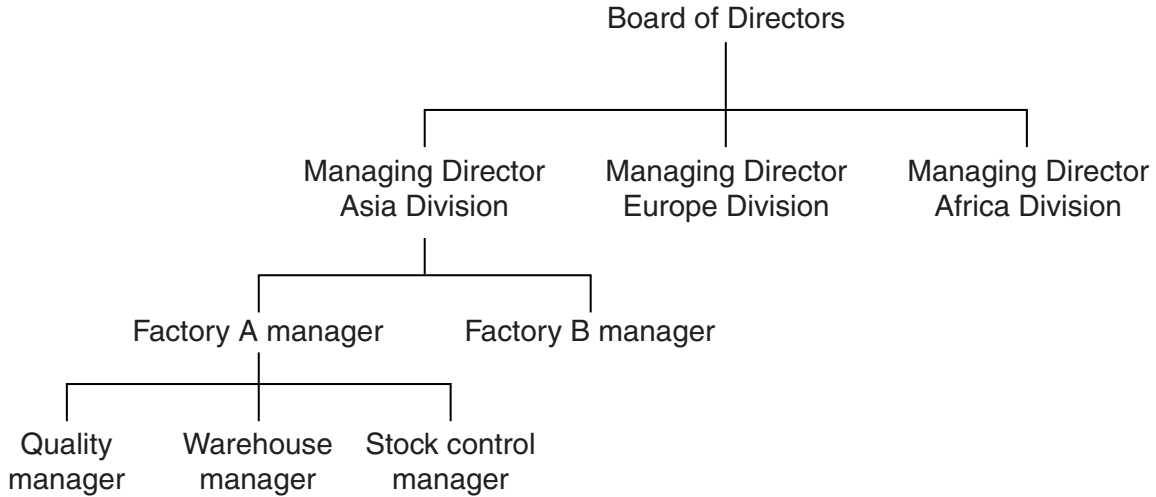 Board of Directors
Managing Director
Asia Division
Managing Director
Europe Division
Managing Director
Africa Division
Factory A manager
Factory B manager
Quality
manager
Warehouse
manager
Stock control
manager